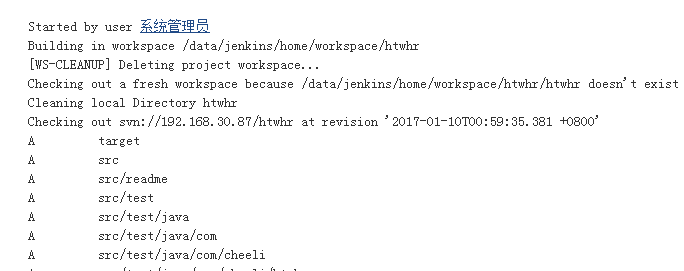 Started by user 系统管理员
Building in workspace /data/jenkins/home/workspace/htwhr
[WS-CLEANUP] Deleting project workspace...
Checking out a fresh workspace because /data/jenkins/home/workspace/htwhr/htwhr doesn't exist
Cleaning local Directory htwhr
Checking out svn://192.168.30.87/htwhr at revision '2017-01-10T00:59:35.381 +0800'
A target
A src
A src/readme
A src/test
A src/test/java
A src/test/java/com
A src/test/java/com/cheeli